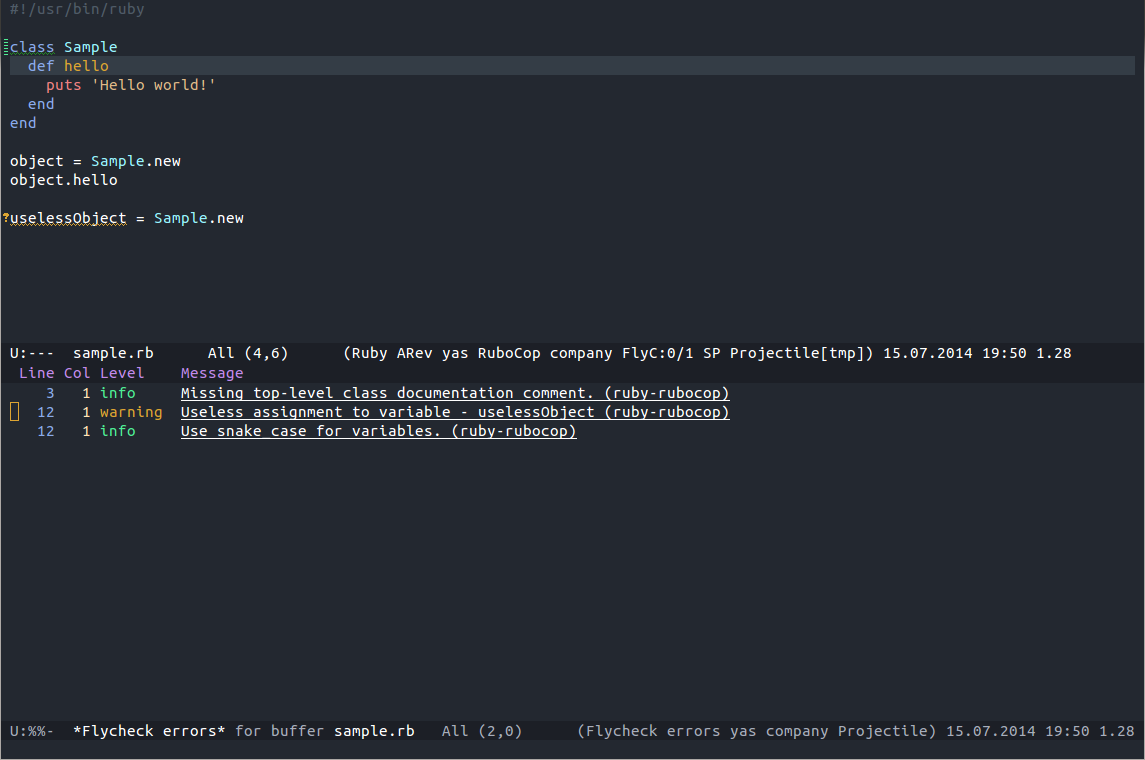 #!/usr/bin/ruby
class Sample
  def hello
    puts 'Hello world!'
  end
end
object = Sample.new
object.hello
?uselessObject = Sample.new
U:---  sample.rb      All (4,6)      (Ruby ARev yas RuboCop company FlyC:0/1 SP Projectile[tmp]) 15.07.2014 19:50 1.28
 Line Col Level    Message
    3   1 info     Missing top-level class documentation comment. (ruby-rubocop)
   12   1 warning  Useless assignment to variable - uselessObject (ruby-rubocop)
   12   1 info     Use snake case for variables. (ruby-rubocop)
U:%%-  *Flycheck errors* for buffer sample.rb   All (2,0)      (Flycheck errors yas company Projectile) 15.07.2014 19:50 1.28